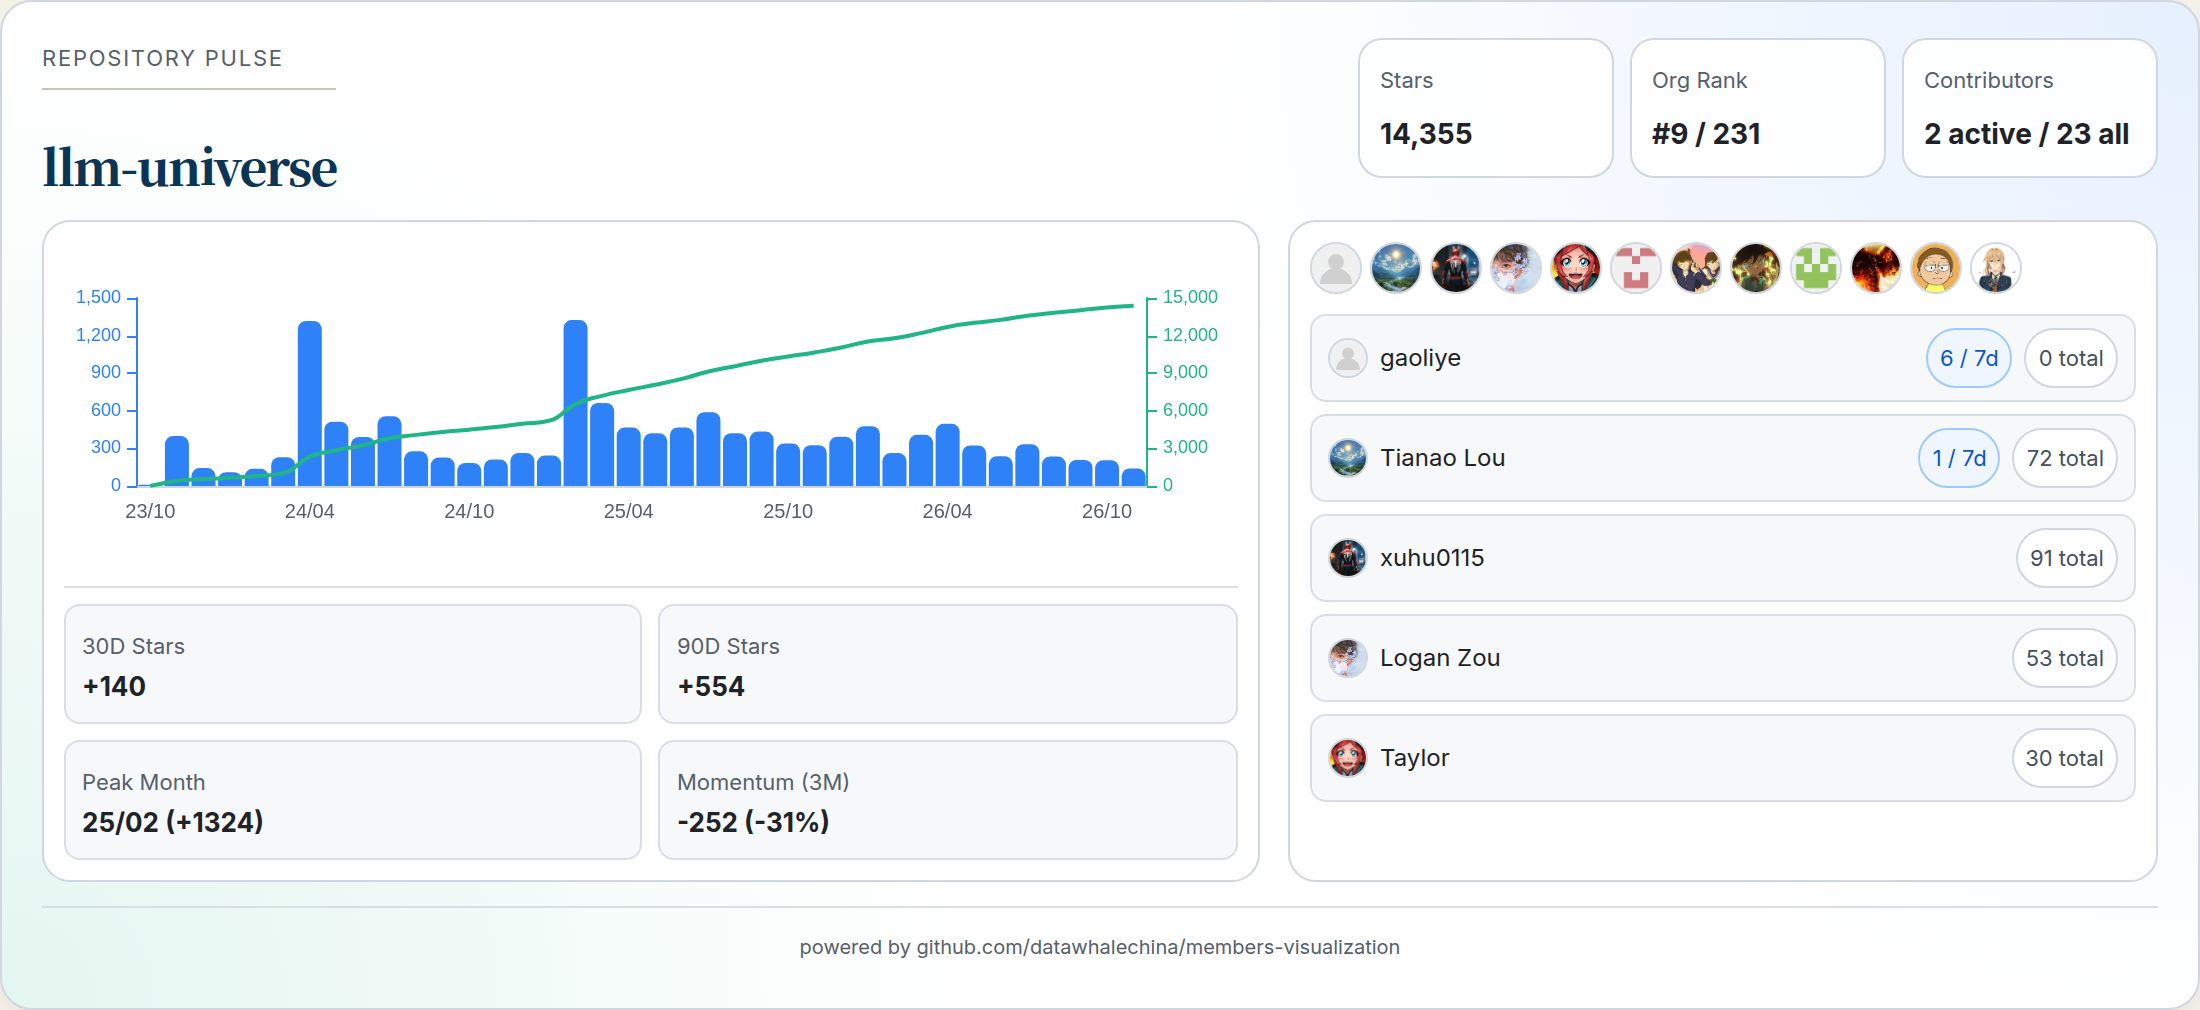 REPOSITORY PULSE
llm-universe
Stars
14,355
Org Rank
#9 / 231
Contributors
2 active / 23 all
1,500
1,200
900
600
300
0
15,000
12,000
9,000
6,000
3,000
0
23/10
24/04
24/10
25/04
25/10
26/04
26/10
30D Stars
+140
90D Stars
+554
Peak Month
25/02 (+1324)
Momentum (3M)
-252 (-31%)
gaoliye
6 / 7d
0 total
Tianao Lou
1 / 7d
72 total
xuhu0115
91 total
Logan Zou
53 total
Taylor
30 total
powered by github.com/datawhalechina/members-visualization